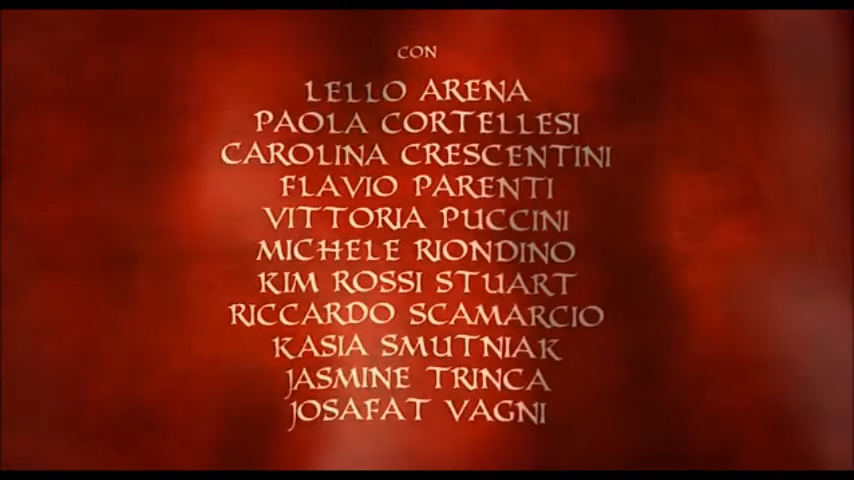 CON
LELLO ARENA
PAOLA CORTELLESI
CAROLINA CRESCENTINI
FLAVIO PARENTI
VITTORIA PUCCINI
MICHELE RIONDINO
KIM ROSSI STUART
RICCARDO SCAMARCIO
KASIA SMUTNIAK
JASMINE TRINCA
JOSAFAT VAGNI